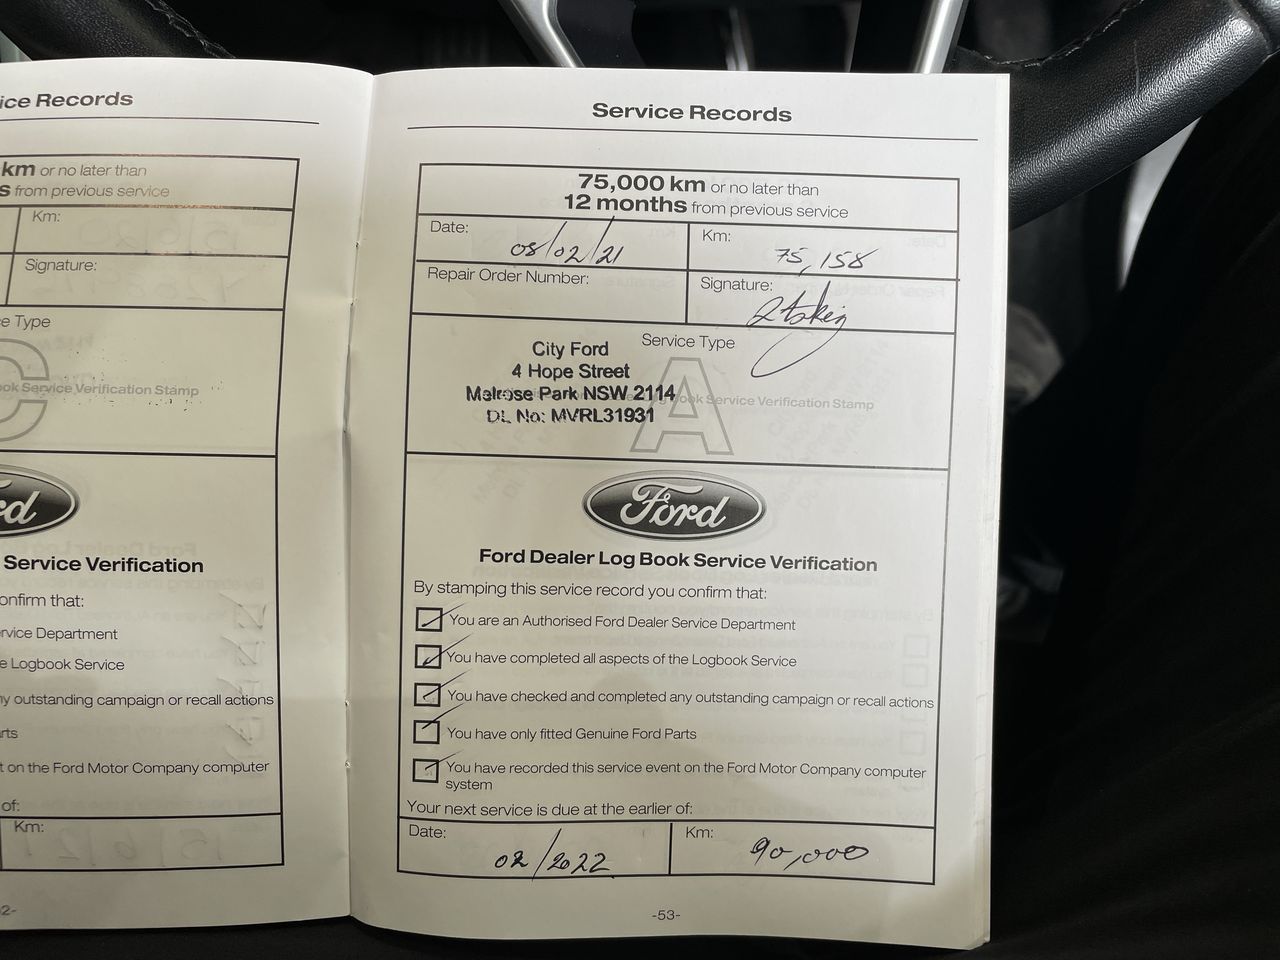 ice Records
km or no later than
s from previous service
Km:
Signature:
e Type
C
ook Service Verification Stamp
rd
Service Verification
onfirm that:
rvice Department
e Logbook Service
ny outstanding campaign or recall actions
rts
t on the Ford Motor Company computer
of:
Km:
2-
Service Records
75,000 km or no later than
12 months from previous service
Date:
08/02/21
Km:
75,158
Repair Order Number:
Signature:
Service Type
City Ford
4 Hope Street
Melrose Park NSW 2114
DL No: MVRL31931
A
Service Verification Stamp
Ford
Ford Dealer Log Book Service Verification
By stamping this service record you confirm that:
You are an Authorised Ford Dealer Service Department
You have completed all aspects of the Logbook Service
You have checked and completed any outstanding campaign or recall actions
You have only fitted Genuine Ford Parts
You have recorded this service event on the Ford Motor Company computer
system
Your next service is due at the earlier of:
Date:
02/2022
Km:
90,000
-53-